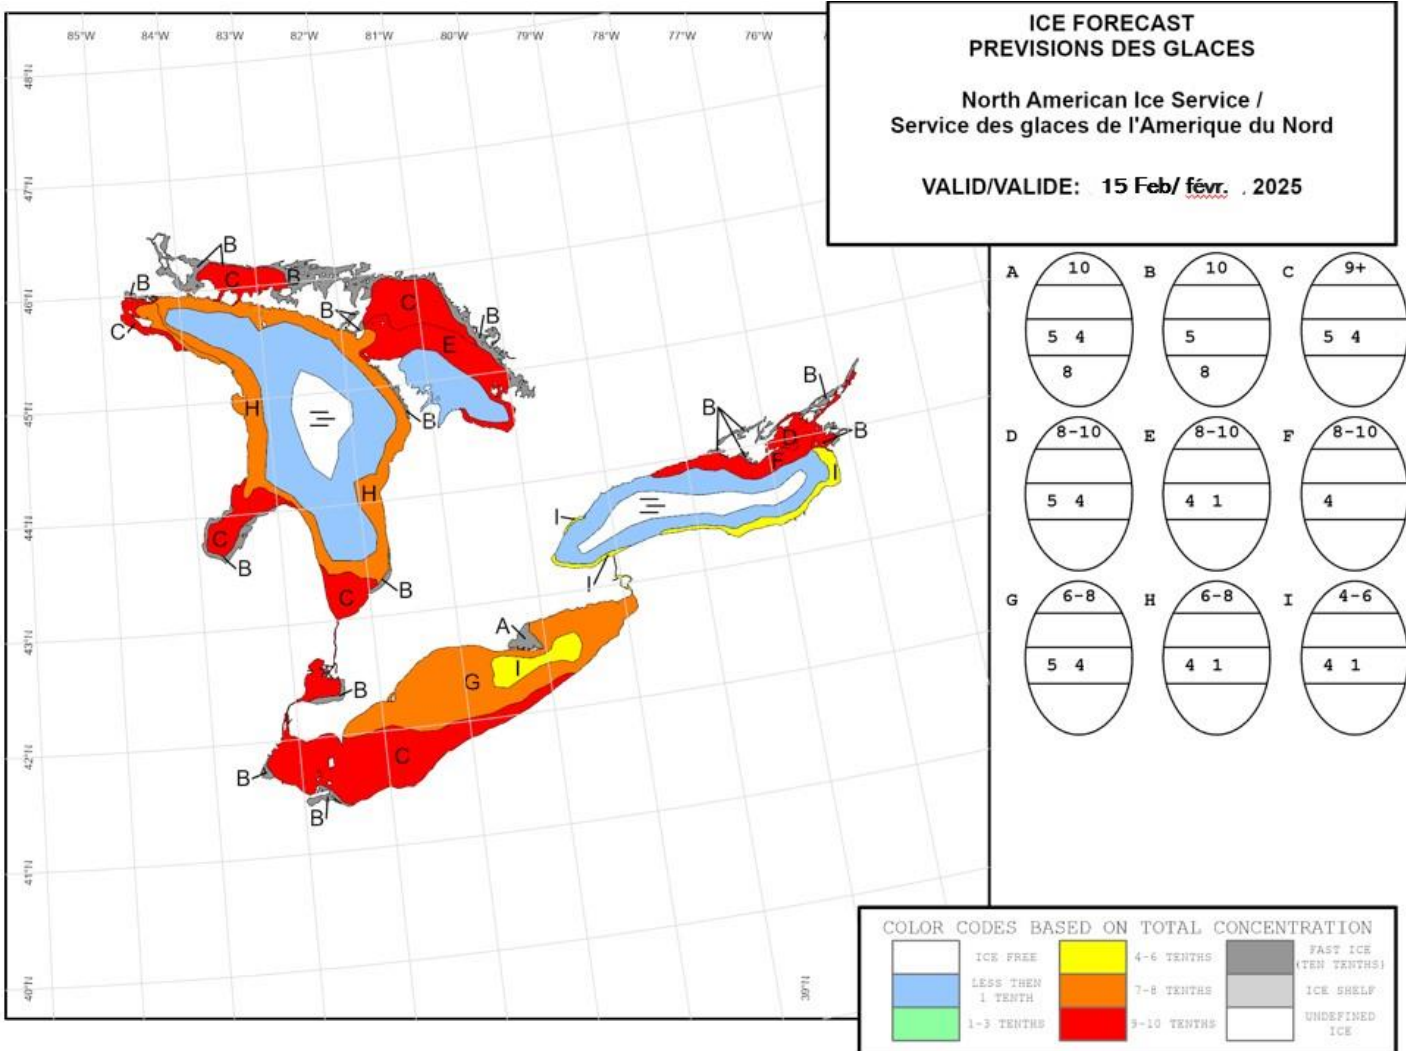 ICE FORECAST
PREVISIONS DES GLACES
North American Ice Service /
Service des glaces de l'Amerique du Nord
VALID/VALIDE: 15 Feb/ févr. . 2025
85°W 84°W 83°W 82°W 81°W 80°W 79°W 78°W 77°W 76°W
48°N
47°N
46°N
45°N
44°N
43°N
42°N
41°N
40°N
39°N
B
B
C
B
C
B
C
B
E
B
H
B
H
C
B
C
B
B
B
B
D
F
I
I
I
A
I
G
B
C
B
B
A 10
5 4
8
B 10
5
8
C 9+
5 4
D 8-10
5 4
E 8-10
4 1
F 8-10
4
G 6-8
5 4
H 6-8
4 1
I 4-6
4 1
COLOR CODES BASED ON TOTAL CONCENTRATION
ICE FREE
LESS THEN
1 TENTH
1-3 TENTHS
4-6 TENTHS
7-8 TENTHS
9-10 TENTHS
FAST ICE
(TEN TENTHS)
ICE SHELF
UNDEFINED
ICE